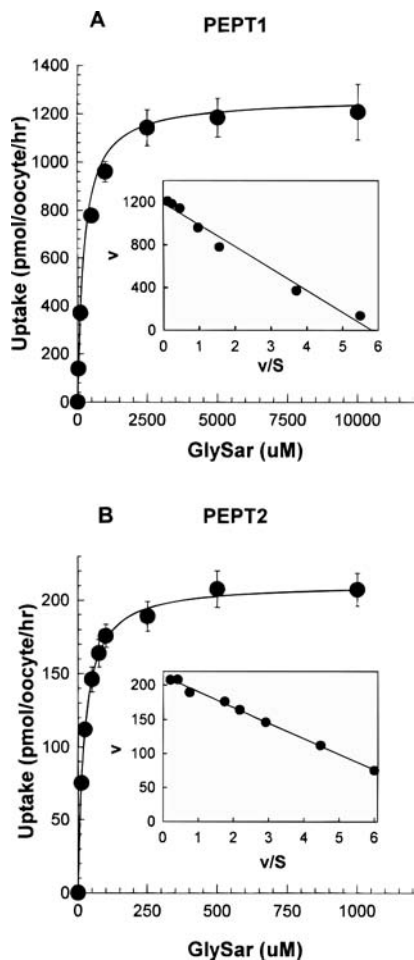 A PEPT1
1400
1200
1000
800
600
400
200
0
Uptake (pmol/oocyte/hr)
1200
800
400
0
v
0 1 2 3 4 5 6
v/S
0 2500 5000 7500 10000
GlySar (uM)
B PEPT2
200
150
100
50
0
Uptake (pmol/oocyte/hr)
200
150
100
50
0
v
0 1 2 3 4 5 6
v/S
0 250 500 750 1000
GlySar (uM)